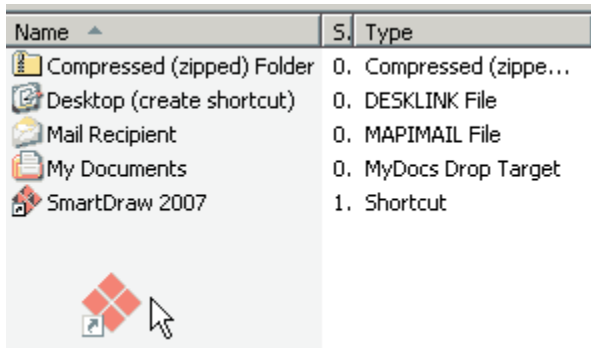 Name S. Type
Compressed (zipped) Folder 0. Compressed (zippe...
Desktop (create shortcut) 0. DESKLINK File
Mail Recipient 0. MAPIMAIL File
My Documents 0. MyDocs Drop Target
SmartDraw 2007 1. Shortcut